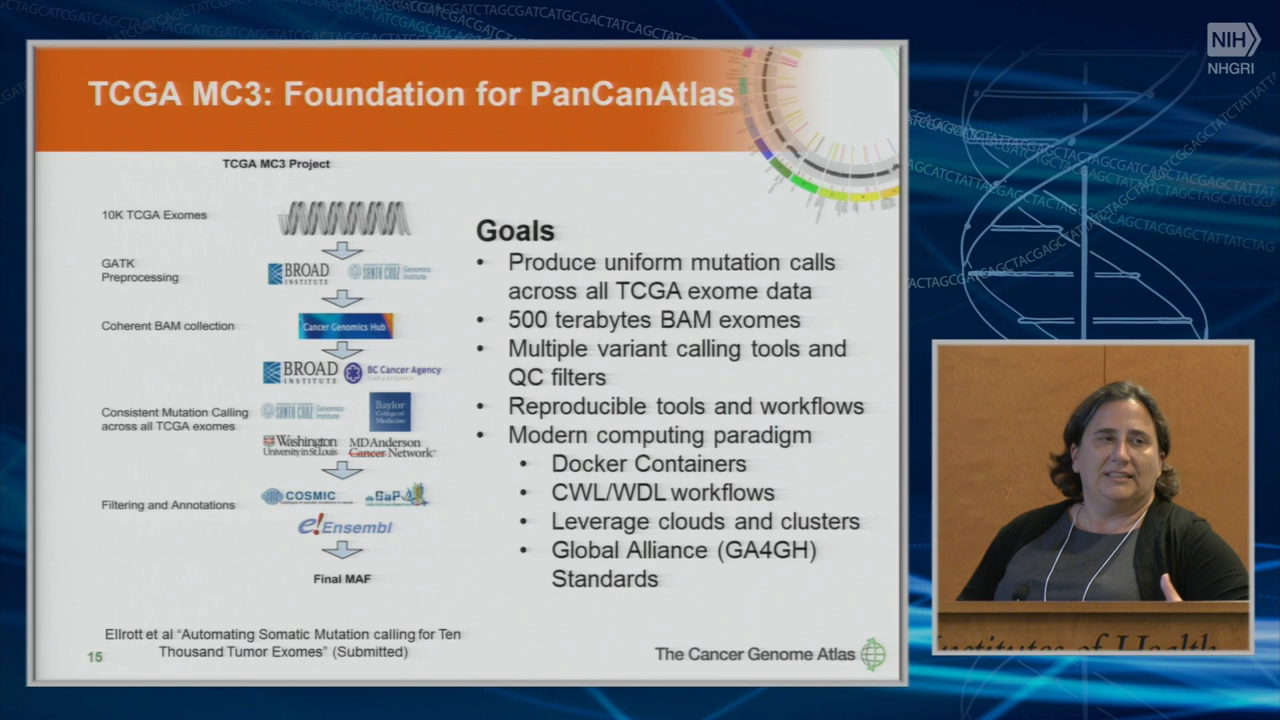 NIH
NHGRI
TCGA MC3: Foundation for PanCanAtlas
TCGA MC3 Project
10K TCGA Exomes
GATK
Preprocessing
BROAD
INSTITUTE
SANTA CRUZ Genomics
Institute
Coherent BAM collection
Cancer Genomics Hub
BROAD
INSTITUTE
BC Cancer Agency
CARE & RESEARCH
Consistent Mutation Calling
across all TCGA exomes
SANTA CRUZ Genomics
Institute
Baylor
College of
Medicine
Washington
University in St. Louis
MD Anderson
Cancer Network
Filtering and Annotations
COSMIC
dbGaP
e!Ensembl
Final MAF
Goals
• Produce uniform mutation calls
across all TCGA exome data
• 500 terabytes BAM exomes
• Multiple variant calling tools and
QC filters
• Reproducible tools and workflows
• Modern computing paradigm
• Docker Containers
• CWL/WDL workflows
• Leverage clouds and clusters
• Global Alliance (GA4GH)
Standards
Ellrott et al “Automating Somatic Mutation calling for Ten
Thousand Tumor Exomes” (Submitted)
15
The Cancer Genome Atlas
Institutes of Health